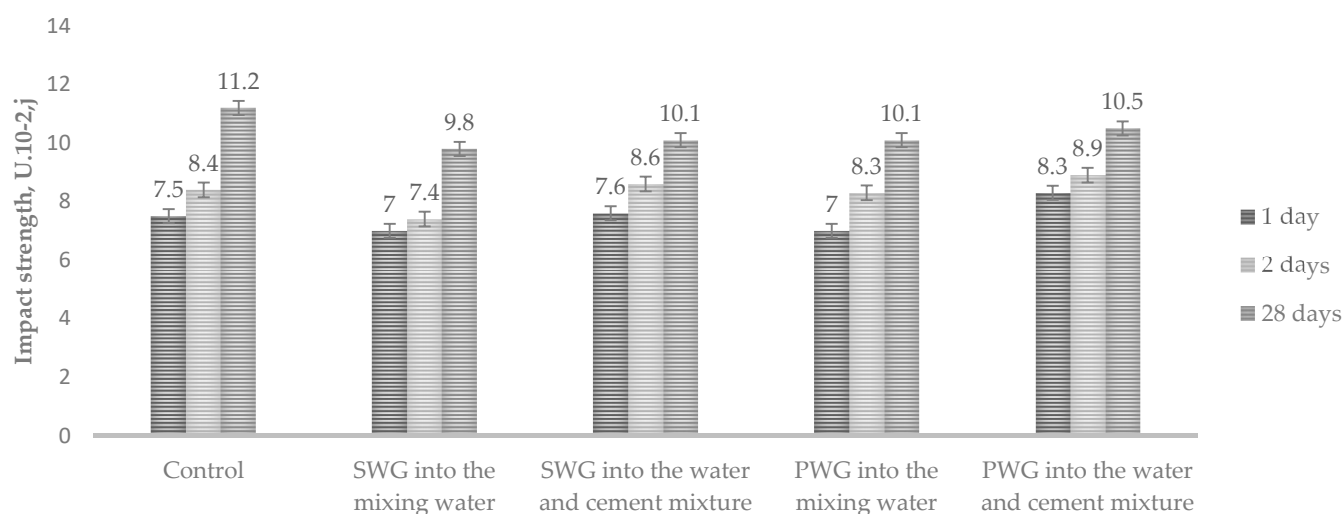 14
12
10
8
6
4
2
0
Impact strength, U.10-2,j
7.5
8.4
11.2
7
7.4
9.8
7.6
8.6
10.1
7
8.3
10.1
8.3
8.9
10.5
Control
SWG into the
mixing water
SWG into the water
and cement mixture
PWG into the
mixing water
PWG into the water
and cement mixture
1 day
2 days
28 days